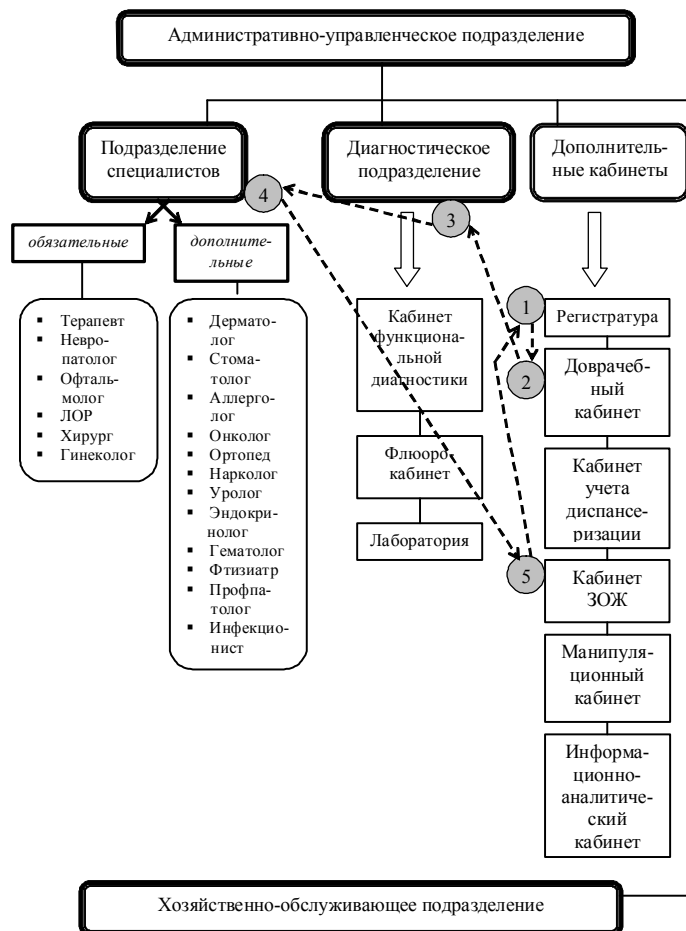 Административно-управленческое подразделение
Подразделение
специалистов
Диагностическое
подразделение
Дополнитель-
ные кабинеты
4
3
обязательные
дополните-
льные
Терапевт
Невро-
патолог
Офталь-
молог
ЛОР
Хирург
Гинеколог
Дермато-
лог
Стома-
толог
Аллерго-
лог
Онколог
Ортопед
Нарколог
Уролог
Эндокри-
нолог
Гематолог
Фтизиатр
Профпа-
толог
Инфекцио-
нист
Кабинет
функциона-
льной
диагностики
Флюоро-
кабинет
Лаборатория
1
2
5
Регистратура
Доврачеб-
ный
кабинет
Кабинет
учета
диспансе-
ризации
Кабинет
ЗОЖ
Манипуля-
ционный
кабинет
Информа-
ционно-
аналитиче-
ский
кабинет
Хозяйственно-обслуживающее подразделение